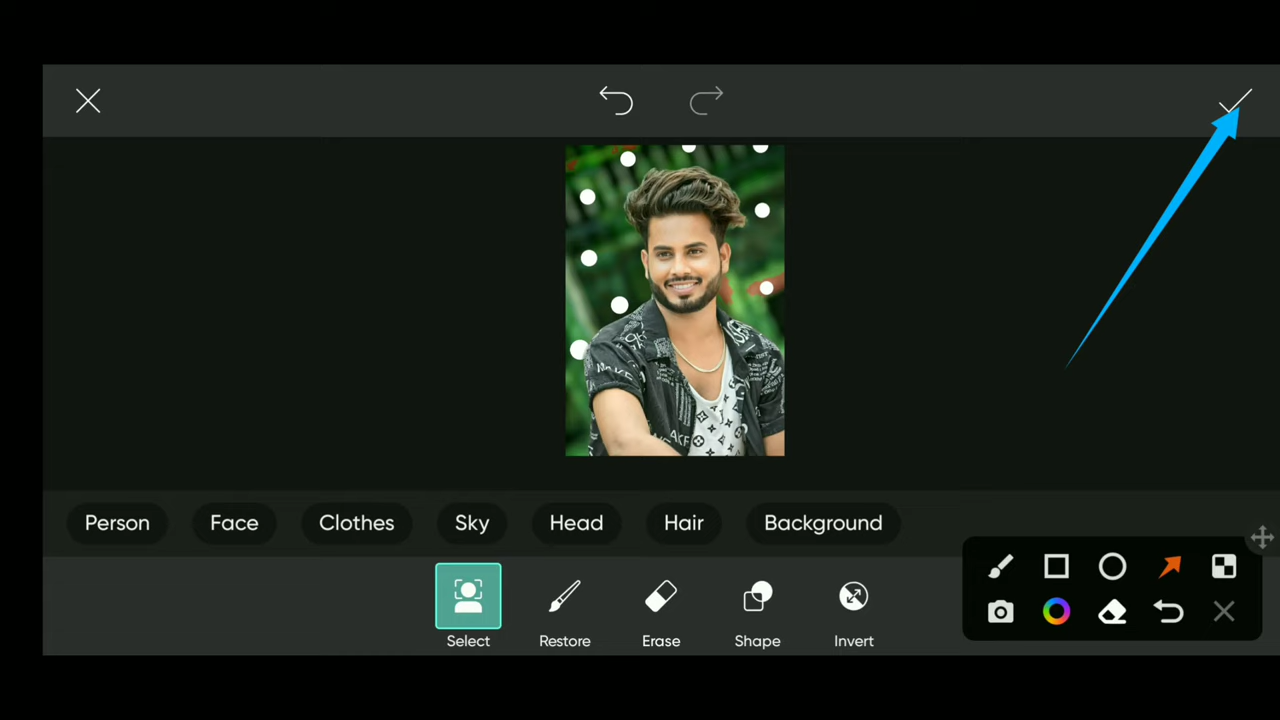 Person Face Clothes Sky Head Hair Background
Select Restore Erase Shape Invert